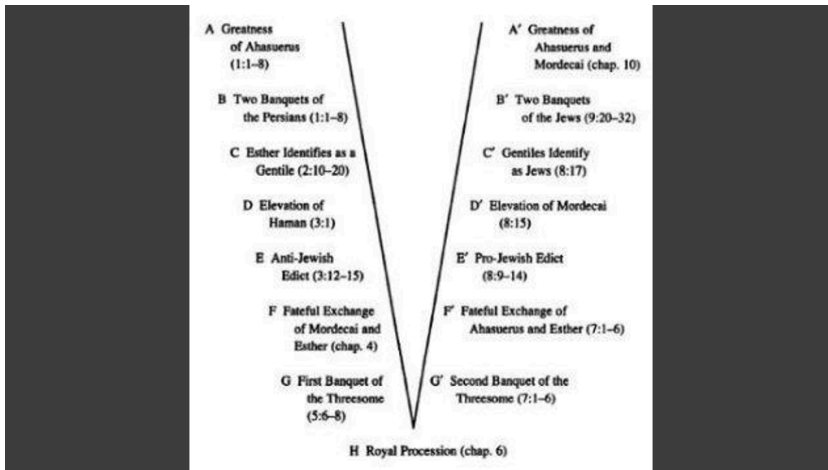 A Greatness
of Ahasuerus
(1:1–8)
B Two Banquets of
the Persians (1:1–8)
C Esther Identifies as a
Gentile (2:10–20)
D Elevation of
Haman (3:1)
E Anti-Jewish
Edict (3:12–15)
F Fateful Exchange
of Mordecai and
Esther (chap. 4)
G First Banquet of
the Threesome
(5:6–8)
H Royal Procession (chap. 6)
A′ Greatness of
Ahasuerus and
Mordecai (chap. 10)
B′ Two Banquets
of the Jews (9:20–32)
C′ Gentiles Identify
as Jews (8:17)
D′ Elevation of Mordecai
(8:15)
E′ Pro-Jewish Edict
(8:9–14)
F′ Fateful Exchange of
Ahasuerus and Esther (7:1–6)
G′ Second Banquet of the
Threesome (7:1–6)